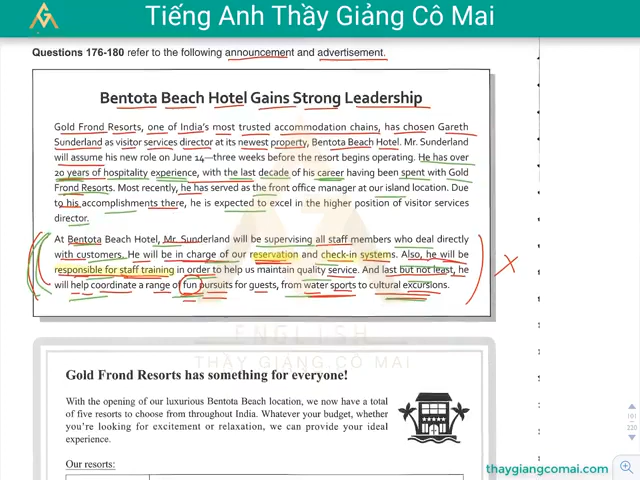 Tiếng Anh Thầy Giảng Cô Mai
Questions 176-180 refer to the following announcement and advertisement.
Bentota Beach Hotel Gains Strong Leadership
Gold Frond Resorts, one of India's most trusted accommodation chains, has chosen Gareth
Sunderland as visitor services director at its newest property, Bentota Beach Hotel. Mr. Sunderland
will assume his new role on June 14—three weeks before the resort begins operating. He has over
20 years of hospitality experience, with the last decade of his career having been spent with Gold
Frond Resorts. Most recently, he has served as the front office manager at our island location. Due
to his accomplishments there, he is expected to excel in the higher position of visitor services
director.
At Bentota Beach Hotel, Mr. Sunderland will be supervising all staff members who deal directly
with customers. He will be in charge of our reservation and check-in systems. Also, he will be
responsible for staff training in order to help us maintain quality service. And last but not least, he
will help coordinate a range of fun pursuits for guests, from water sports to cultural excursions.
ENGLISH
THẦY GIẢNG CÔ MAI
Gold Frond Resorts has something for everyone!
With the opening of our luxurious Bentota Beach location, we now have a total
of five resorts to choose from throughout India. Whatever your budget, whether
you're looking for excitement or relaxation, we can provide your ideal
experience.
Our resorts:
181
220
thaygiangcomai.com